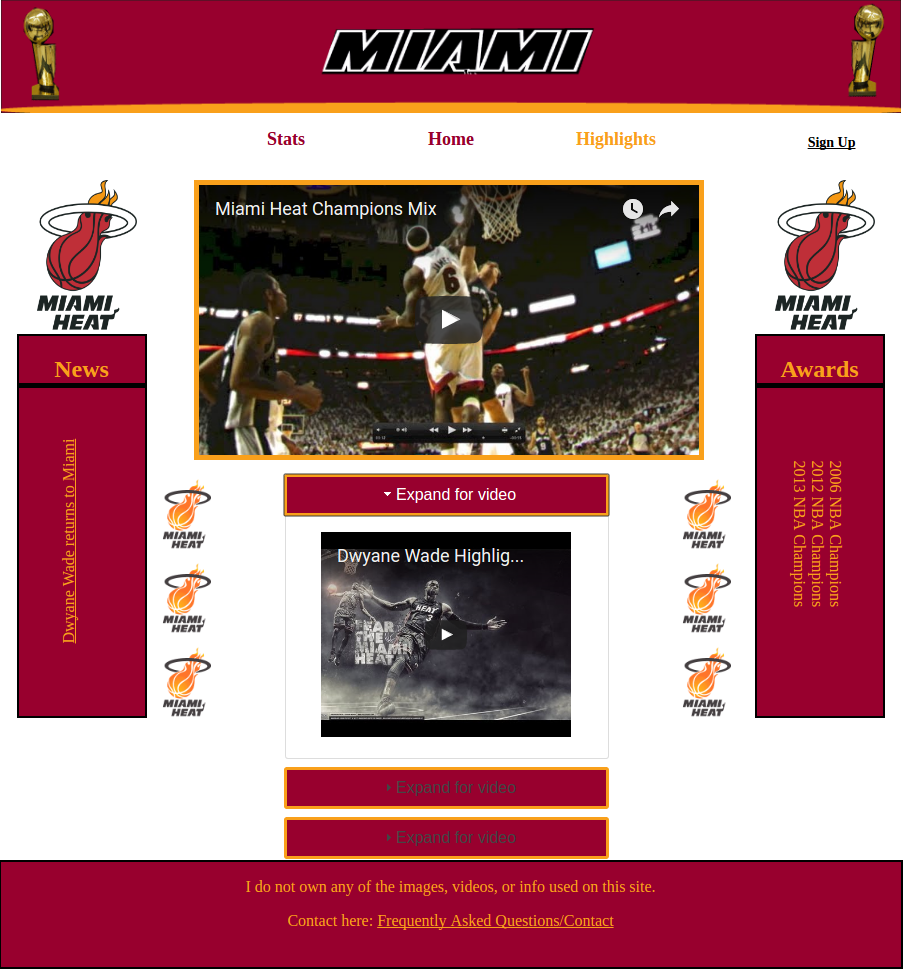 MIAMI
Stats
Home
Highlights
Sign Up
Miami Heat Champions Mix
6
MIAMI
HEAT
MIAMI
HEAT
News
Awards
Dwyane Wade returns to Miami
2006 NBA Champions
2012 NBA Champions
2013 NBA Champions
Expand for video
Dwyane Wade Highlig...
HEAT
3
FEAR
THE
MIAMI
HEAT
MIAMI
HEAT
MIAMI
HEAT
MIAMI
HEAT
MIAMI
HEAT
MIAMI
HEAT
MIAMI
HEAT
Expand for video
Expand for video
I do not own any of the images, videos, or info used on this site.
Contact here: Frequently Asked Questions/Contact